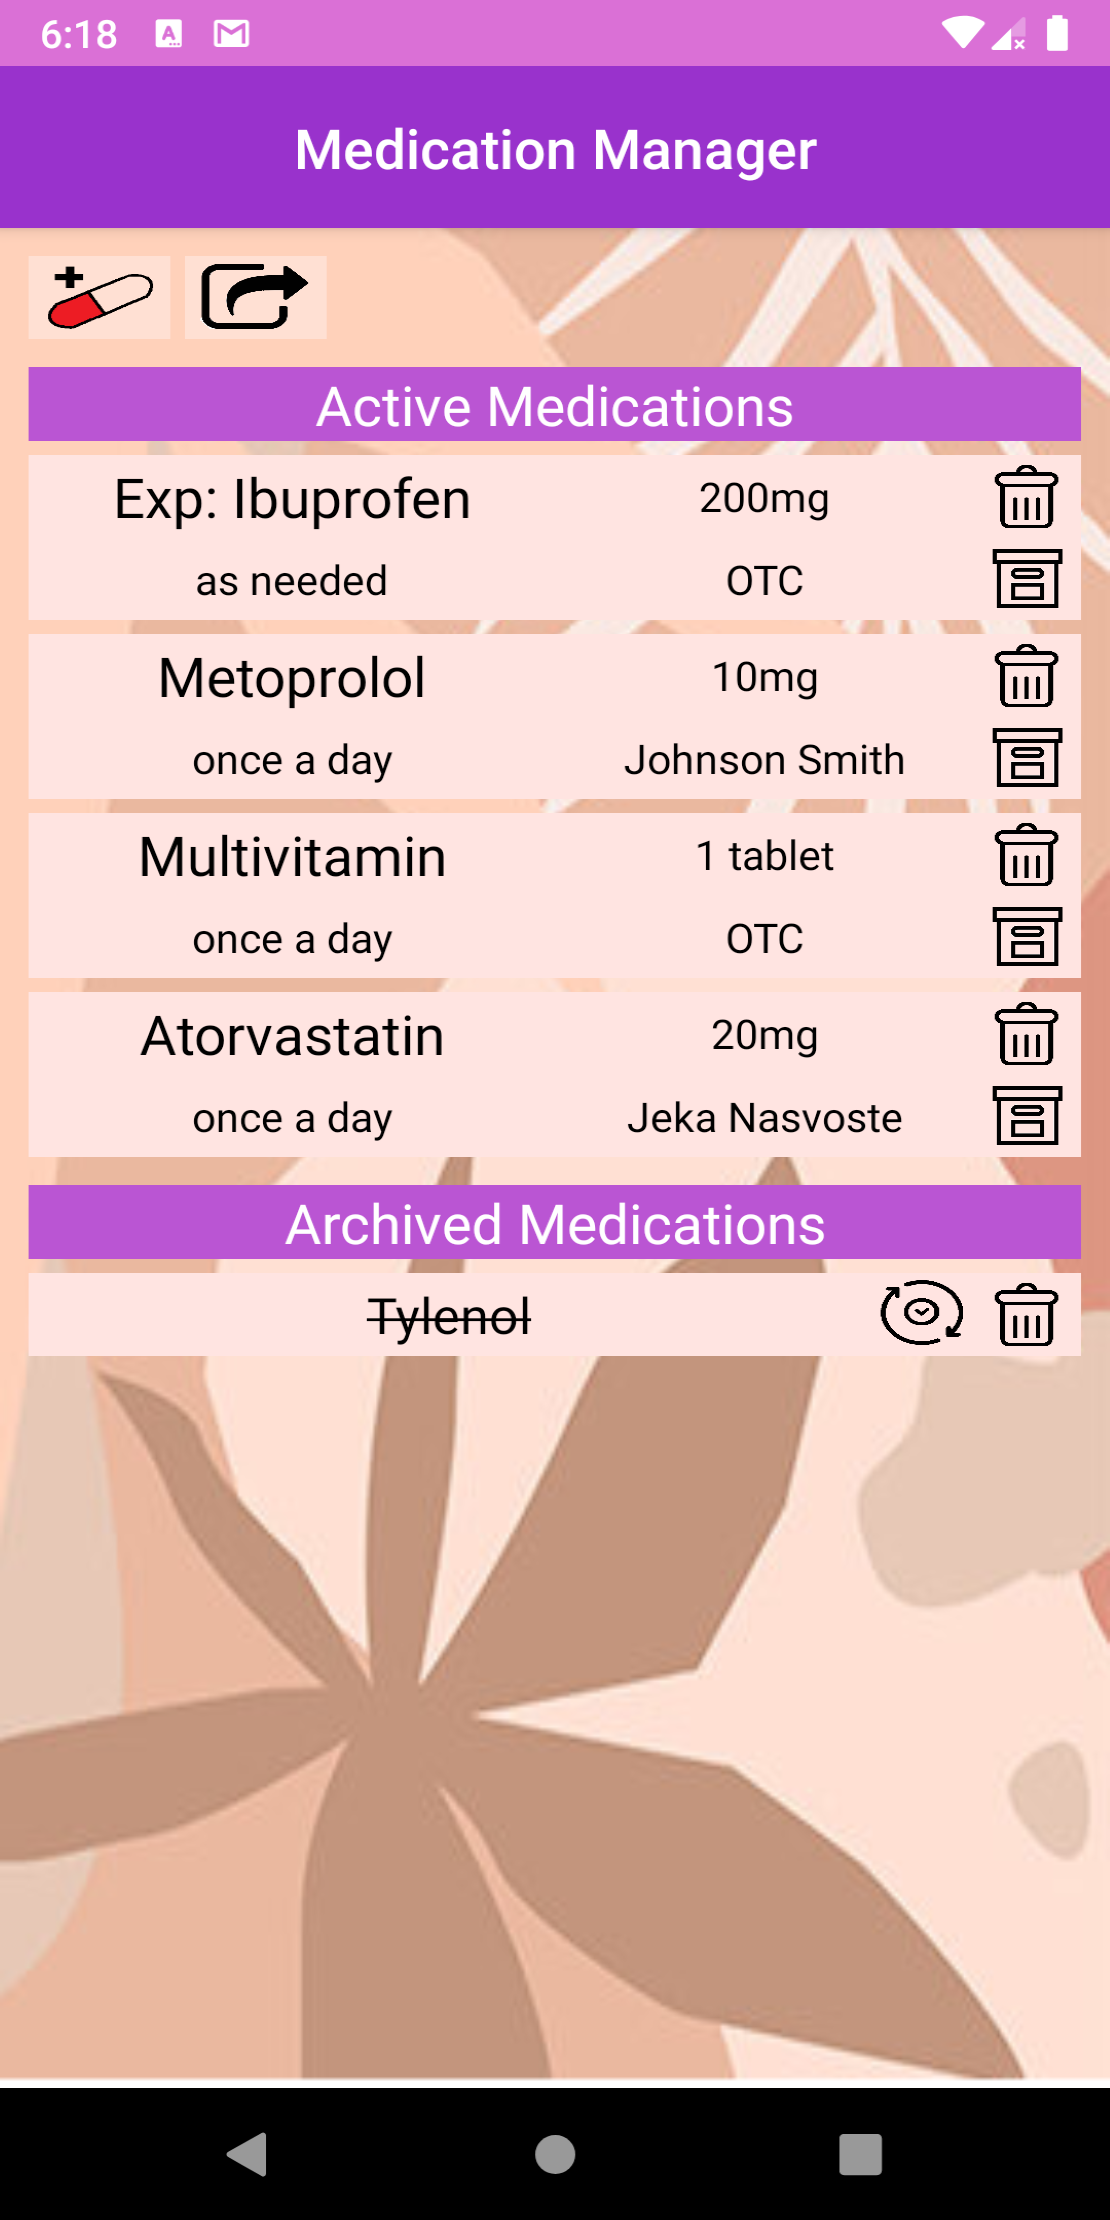 6:18
Medication Manager
Active Medications
Exp: Ibuprofen 200mg
as needed OTC
Metoprolol 10mg
once a day Johnson Smith
Multivitamin 1 tablet
once a day OTC
Atorvastatin 20mg
once a day Jeka Nasvoste
Archived Medications
Tylenol